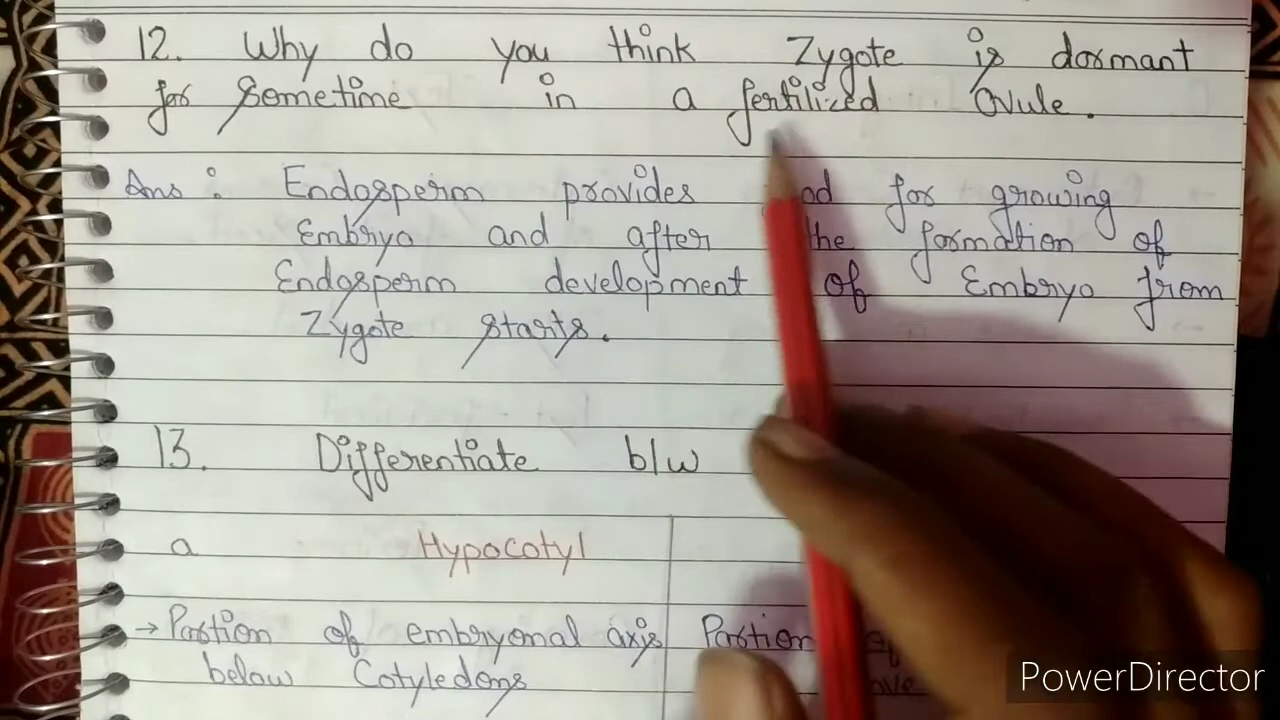 12. Why do you think Zygote is dormant
for sometime in a fertilized Ovule.
Ans : Endosperm provides for growing
Embryo and after the formation of
Endosperm development of Embryo from
Zygote starts.
13. Differentiate b/w
a Hypocotyl
→ Portion of embryonal axis Portion
below Cotyledons
PowerDirector